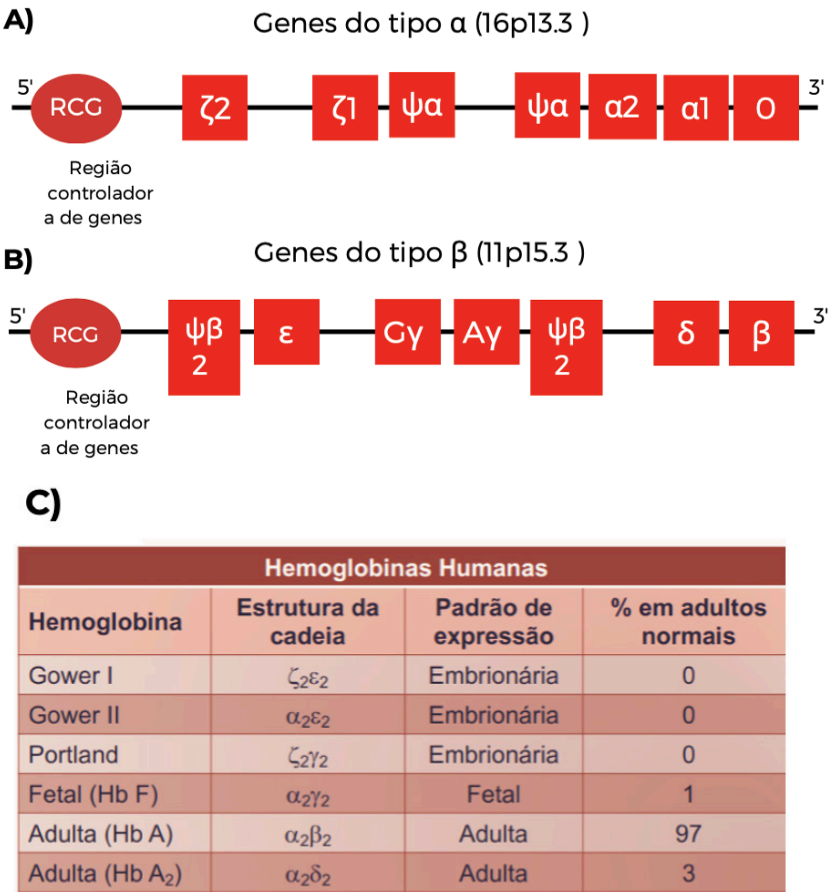 A)
Genes do tipo α (16p13.3 )
5' 3'
RCG ζ2 ζ1 ψα ψα α2 α1 O
Região
controlador
a de genes
B)
Genes do tipo β (11p15.3 )
5' 3'
RCG ψβ ε Gγ Aγ ψβ δ β
2 2
Região
controlador
a de genes
C)
Hemoglobinas Humanas
Hemoglobina Estrutura da cadeia Padrão de expressão % em adultos normais
Gower I ζ₂ε₂ Embrionária 0
Gower II α₂ε₂ Embrionária 0
Portland ζ₂γ₂ Embrionária 0
Fetal (Hb F) α₂γ₂ Fetal 1
Adulta (Hb A) α₂β₂ Adulta 97
Adulta (Hb A₂) α₂δ₂ Adulta 3